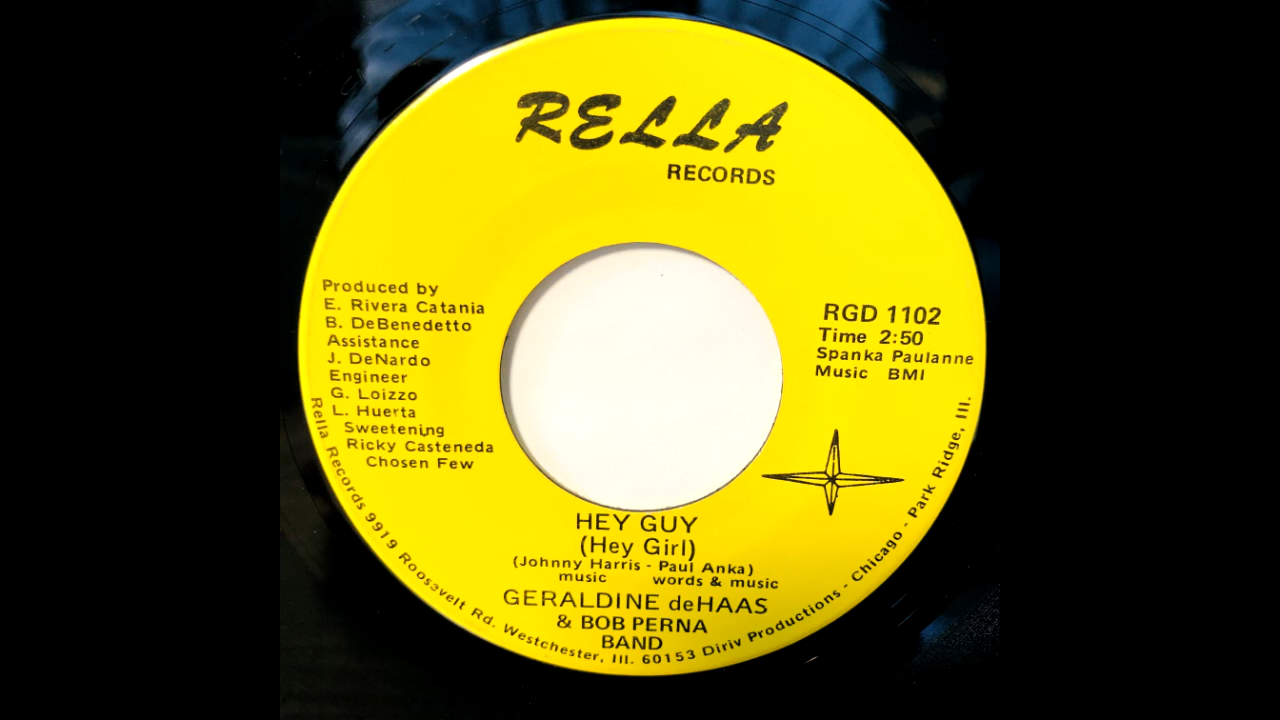 RELLA
RECORDS
Produced by
E. Rivera Catania
B. DeBenedetto
Assistance
J. DeNardo
Engineer
G. Loizzo
L. Huerta
Sweetening
Ricky Casteneda
Chosen Few
RGD 1102
Time 2:50
Spanka Paulanne
Music BMI
HEY GUY
(Hey Girl)
(Johnny Harris - Paul Anka)
music words & music
GERALDINE deHAAS
& BOB PERNA
BAND
Rella Records 9919 Roosevelt Rd. Westchester, Ill. 60153 Diriv Productions - Chicago - Park Ridge, Ill.